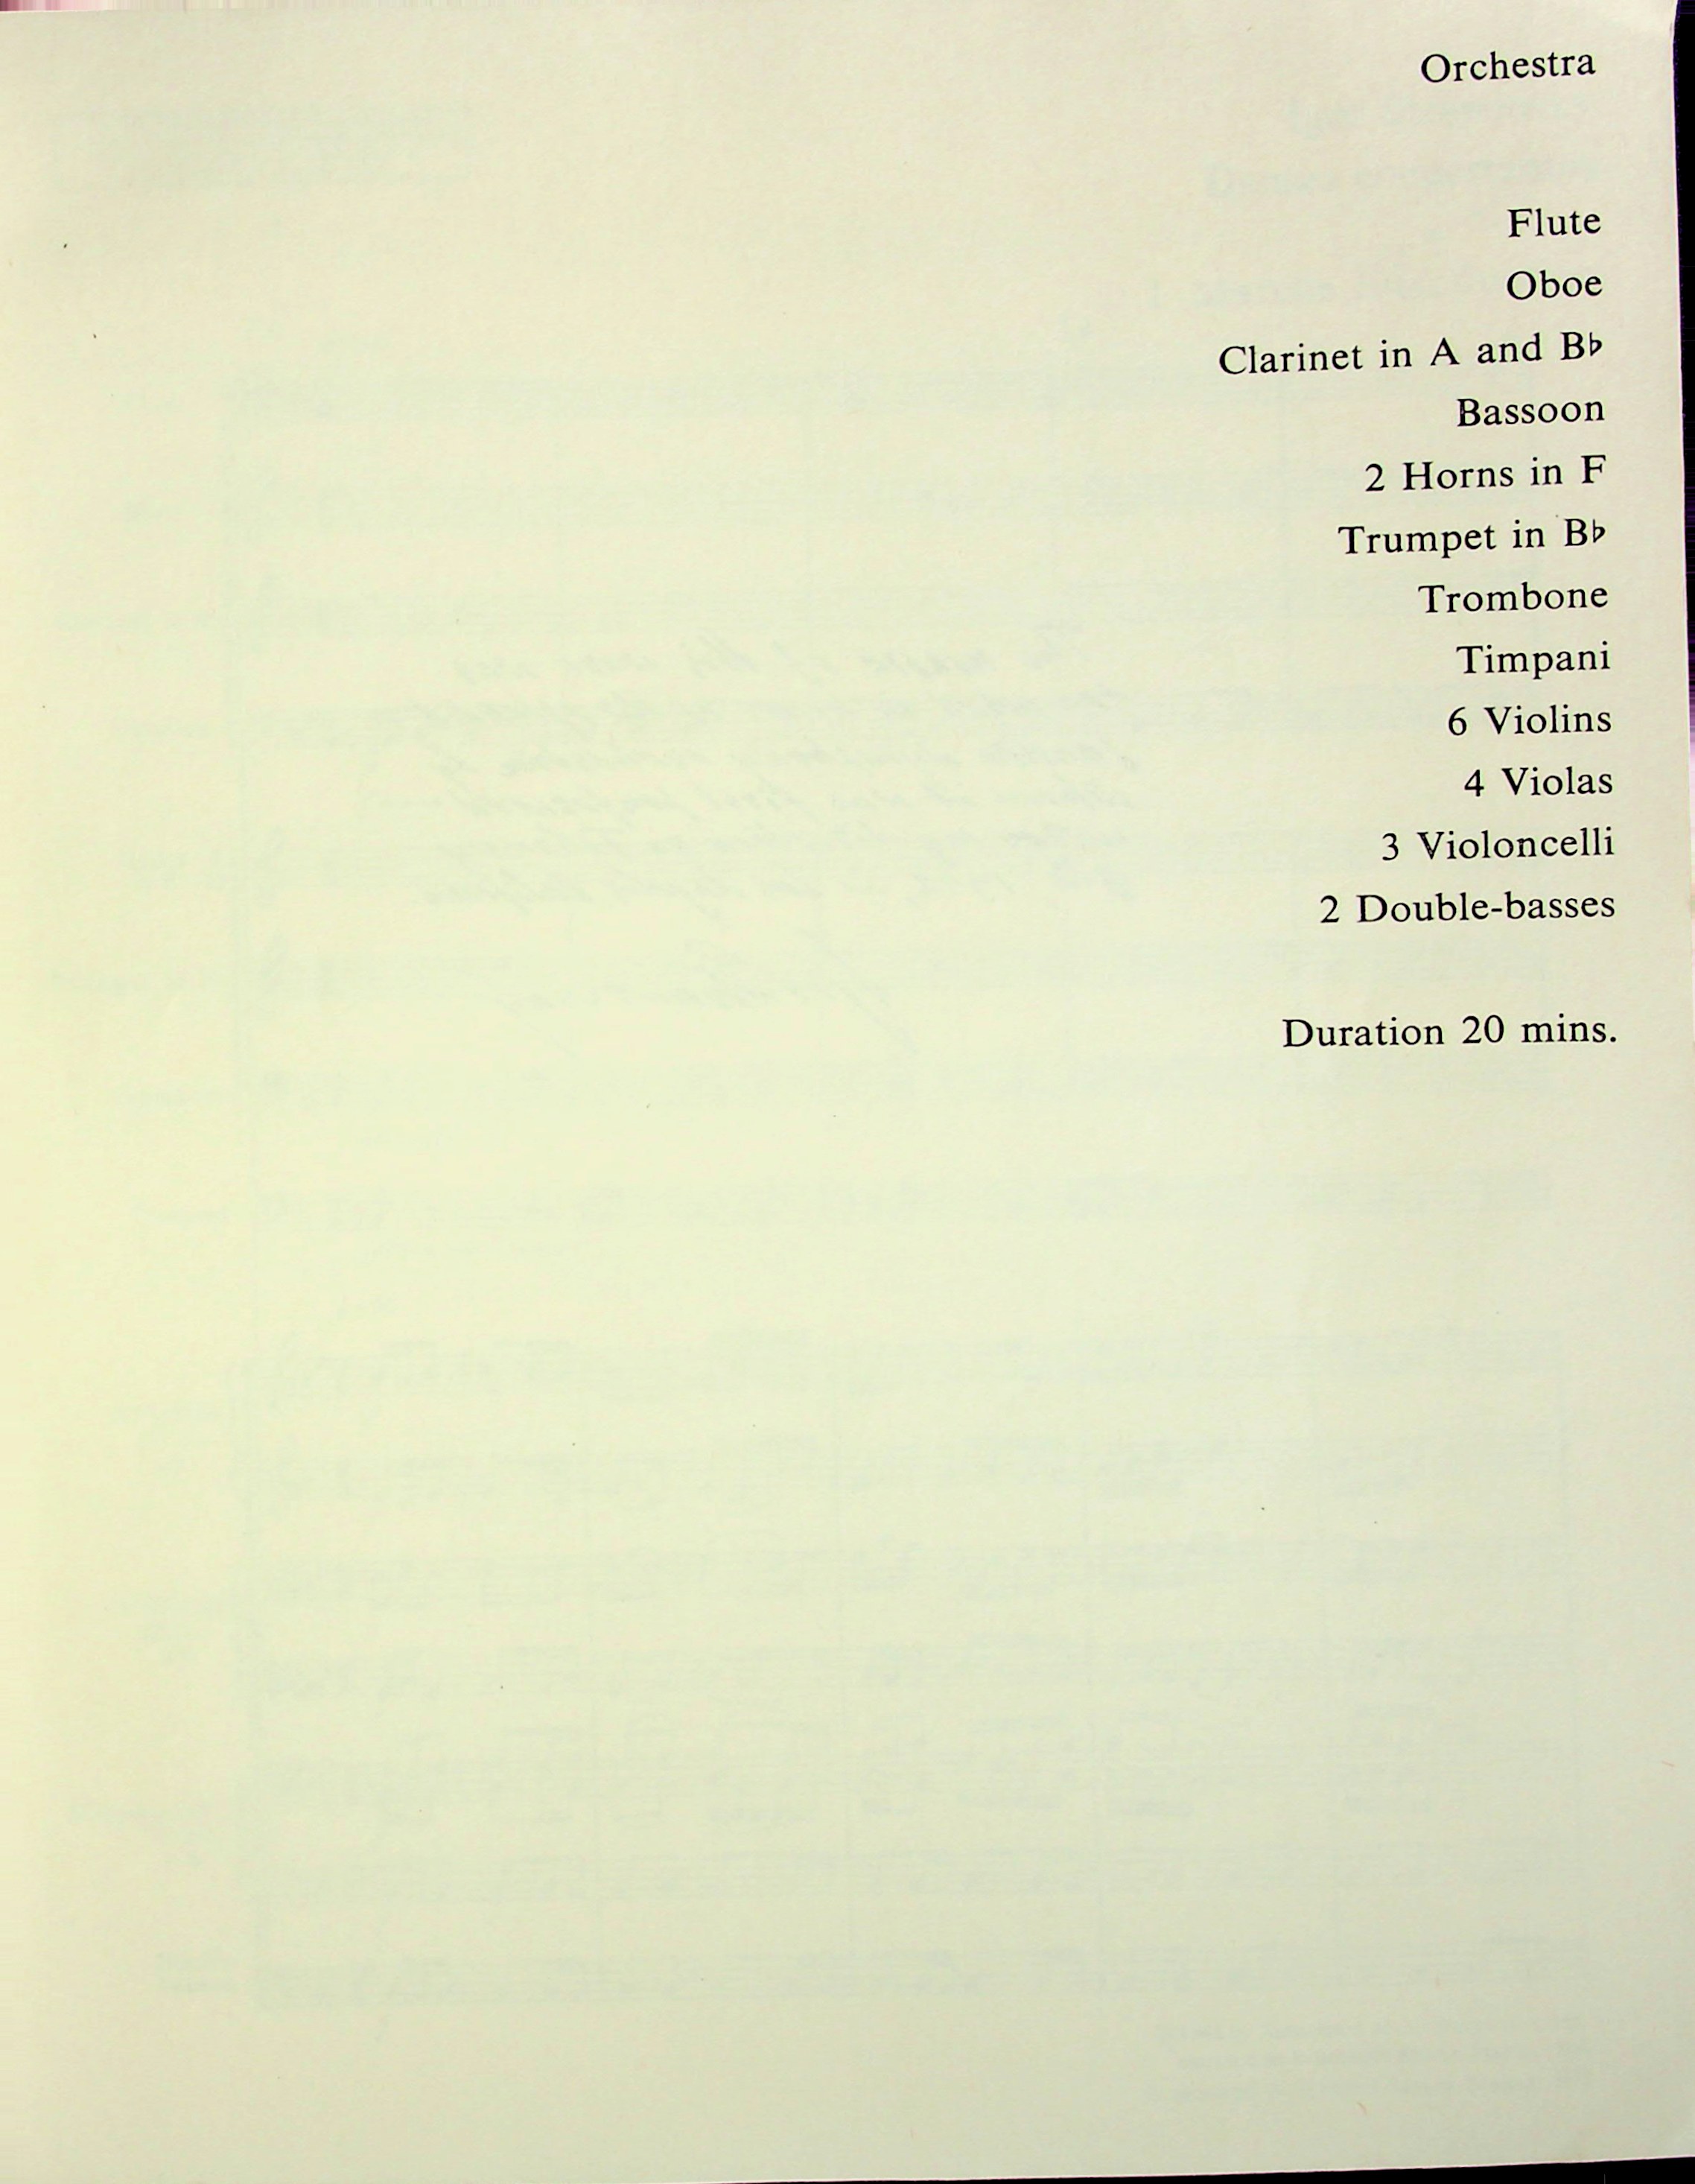 Orchestra
Flute
Oboe
Clarinet in A and B♭
Bassoon
2 Horns in F
Trumpet in B♭
Trombone
Timpani
6 Violins
4 Violas
3 Violoncelli
2 Double-basses
Duration 20 mins.